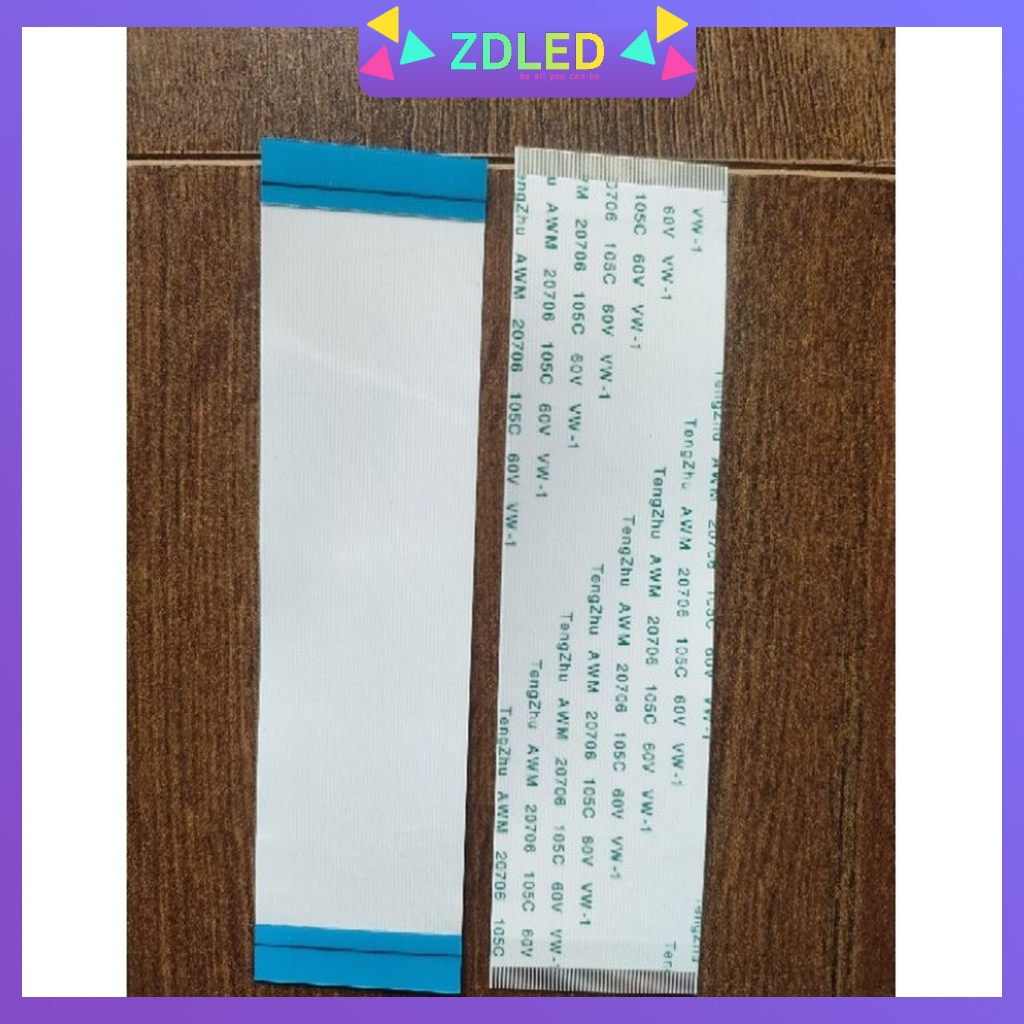 ZDLED
be all you can be
TengZhu AWM 20706 105C 60V VW-1
VW-1 TengZhu AWM 20706 105C 60V VW-1
60V VW-1 TengZhu AWM 20706 105C 60V VW-1
105C 60V VW-1 TengZhu AWM 20706 105C 60V VW-1
0706 105C 60V VW-1 TengZhu AWM 20706 105C 60V VW-1
20706 105C 60V VW-1 TengZhu AWM 20706 105C 60V VW-
AWM 20706 105C 60V VW-1 TengZhu AWM 20706 105C 60V
engZhu AWM 20706 105C 60V VW-1 TengZhu AWM 20706 105C